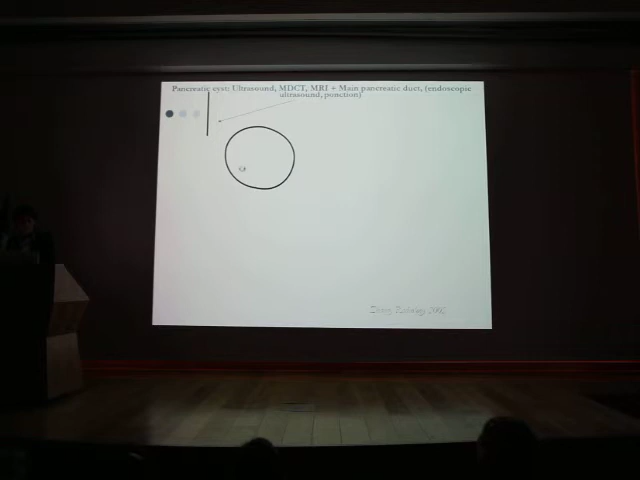 Pancreatic cyst: Ultrasound, MDCT, MRI + Main pancreatic duct, (endoscopic
ultrasound, ponction)